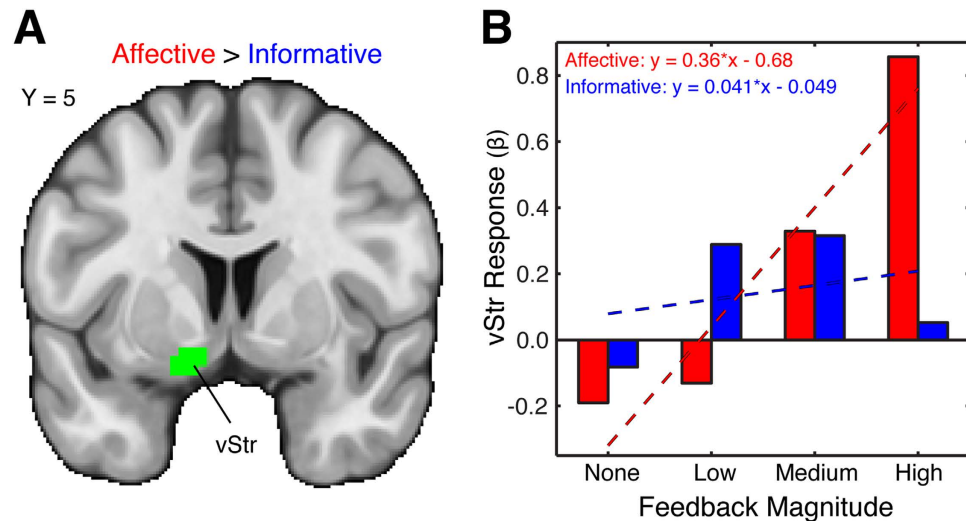 A
Affective > Informative
Y = 5
vStr
B
Affective: y = 0.36*x - 0.68
Informative: y = 0.041*x - 0.049
vStr Response (β)
0.8
0.6
0.4
0.2
0.0
-0.2
None Low Medium High
Feedback Magnitude